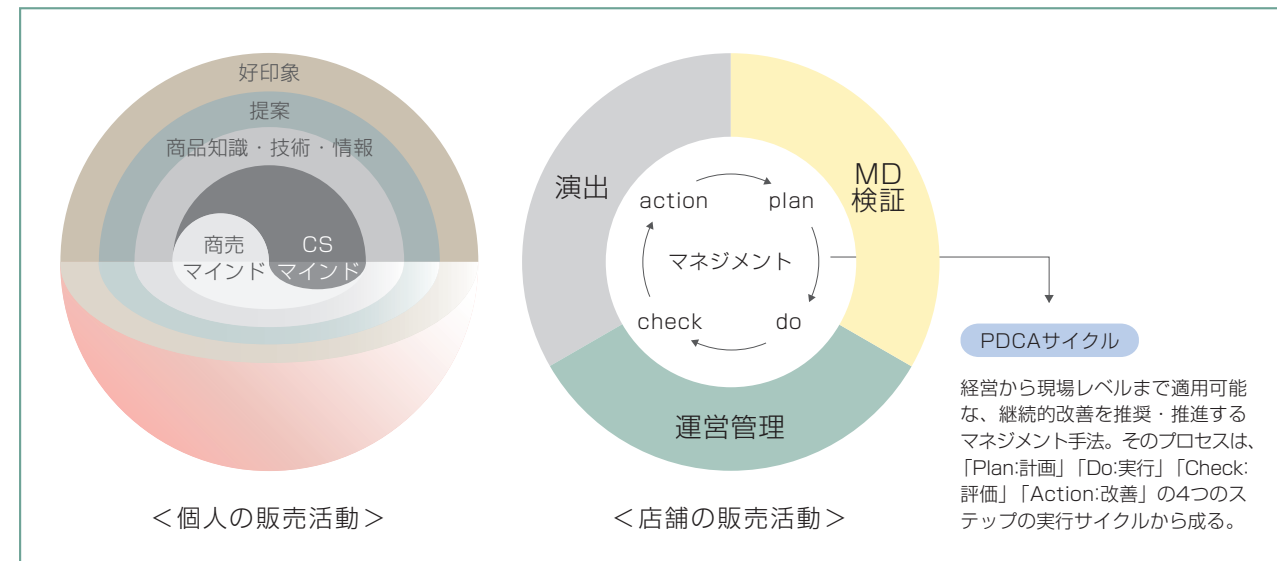 好印象
提案
商品知識・技術・情報
商売
マインド
CS
マインド
＜個人の販売活動＞
演出
MD
検証
運営管理
action
plan
マネジメント
check
do
＜店舗の販売活動＞
PDCAサイクル
経営から現場レベルまで適用可能
な、継続的改善を推奨・推進する
マネジメント手法。そのプロセスは、
「Plan:計画」「Do:実行」「Check:
評価」「Action:改善」の4つのス
テップの実行サイクルから成る。